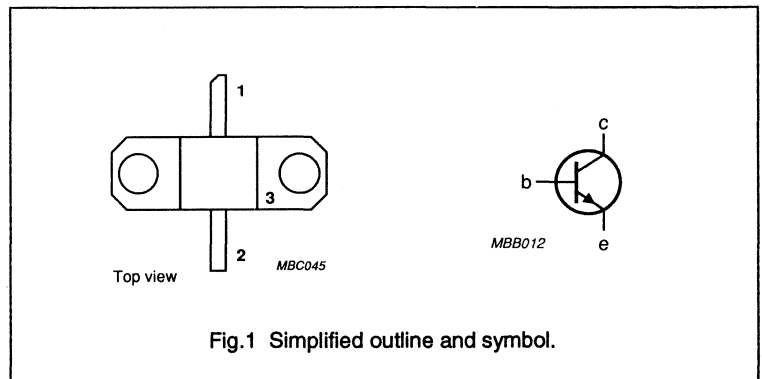 1
c
b
3
MBB012
e
2
MBC045
Top view
Fig.1 Simplified outline and symbol.